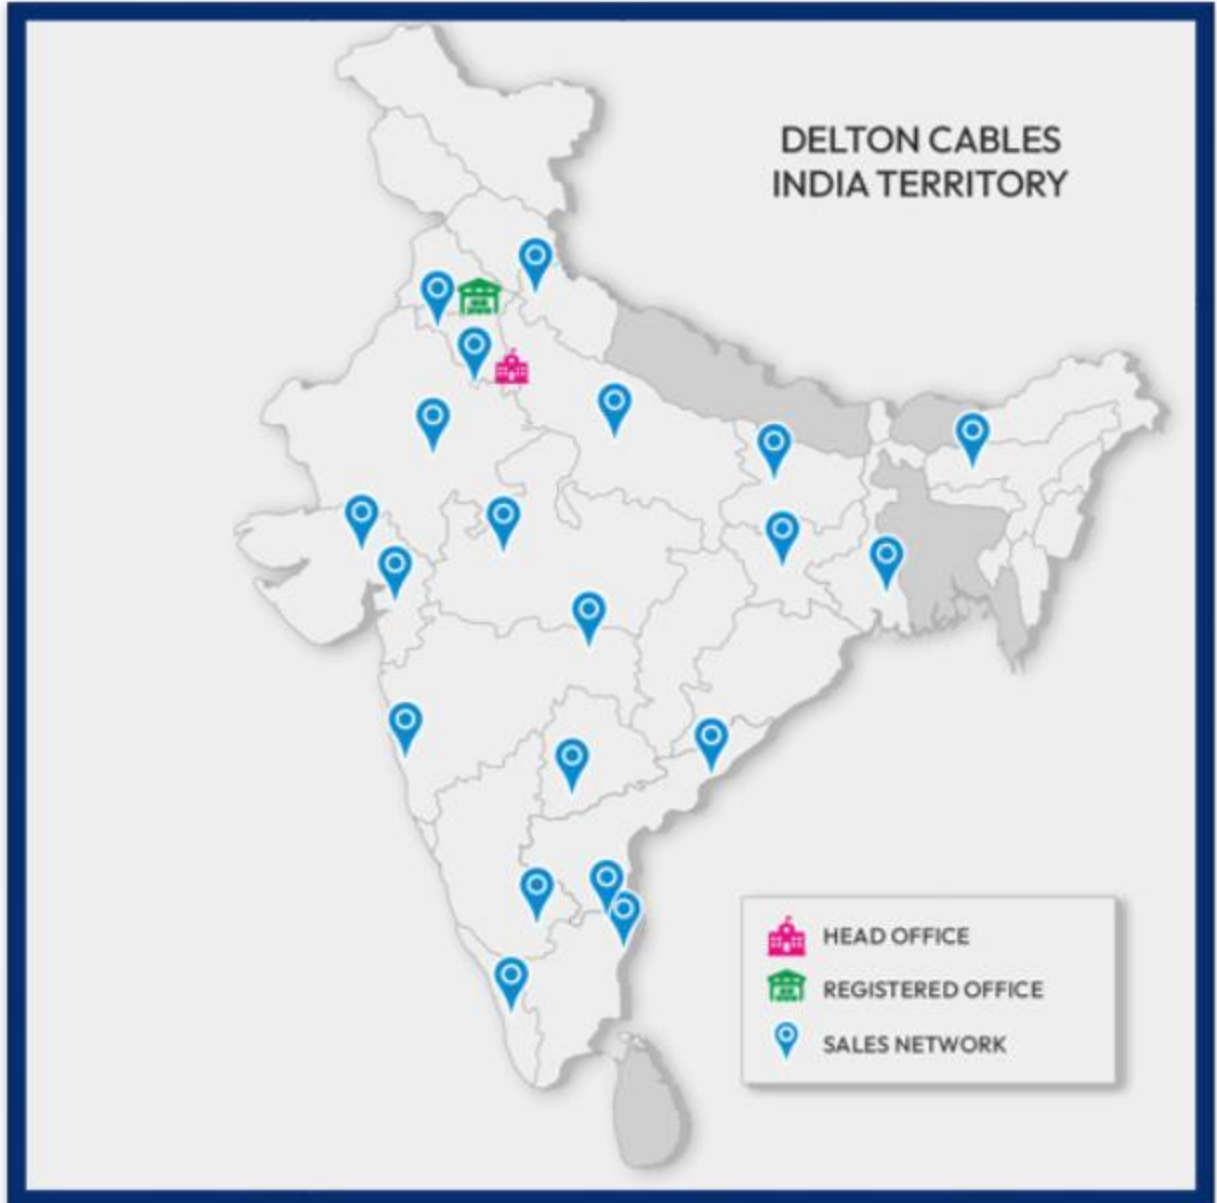 DELTON CABLES
INDIA TERRITORY
HEAD OFFICE
REGISTERED OFFICE
SALES NETWORK